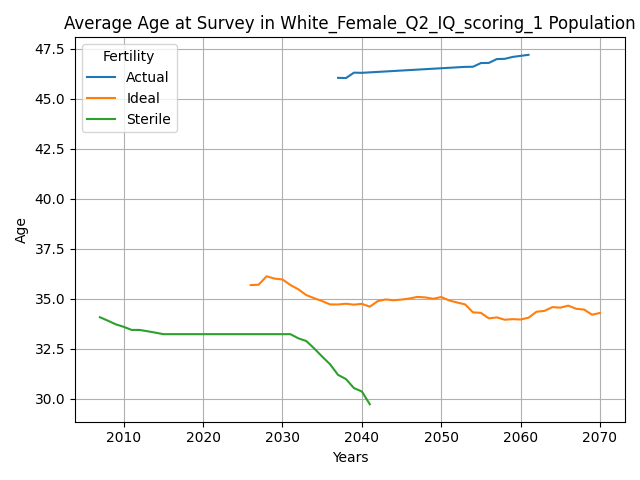 Average Age at Survey in White_Female_Q2_IQ_scoring_1 Population
Fertility
Actual
Ideal
Sterile
47.5
45.0
42.5
40.0
37.5
35.0
32.5
30.0
Age
2010 2020 2030 2040 2050 2060 2070
Years